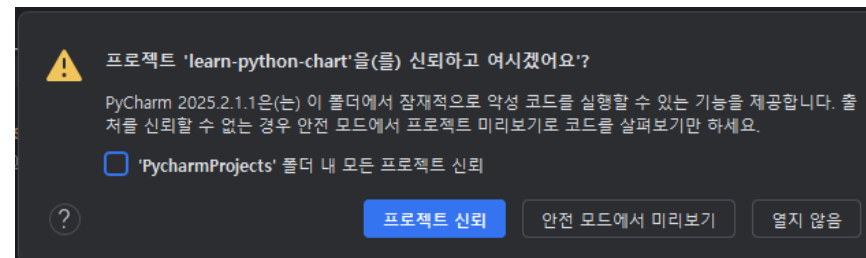 프로젝트 'learn-python-chart'을(를) 신뢰하고 여시겠어요'?
PyCharm 2025.2.1.1은(는) 이 폴더에서 잠재적으로 악성 코드를 실행할 수 있는 기능을 제공합니다. 출
처를 신뢰할 수 없는 경우 안전 모드에서 프로젝트 미리보기로 코드를 살펴보기만 하세요.
'PycharmProjects' 폴더 내 모든 프로젝트 신뢰
? 프로젝트 신뢰 안전 모드에서 미리보기 열지 않음